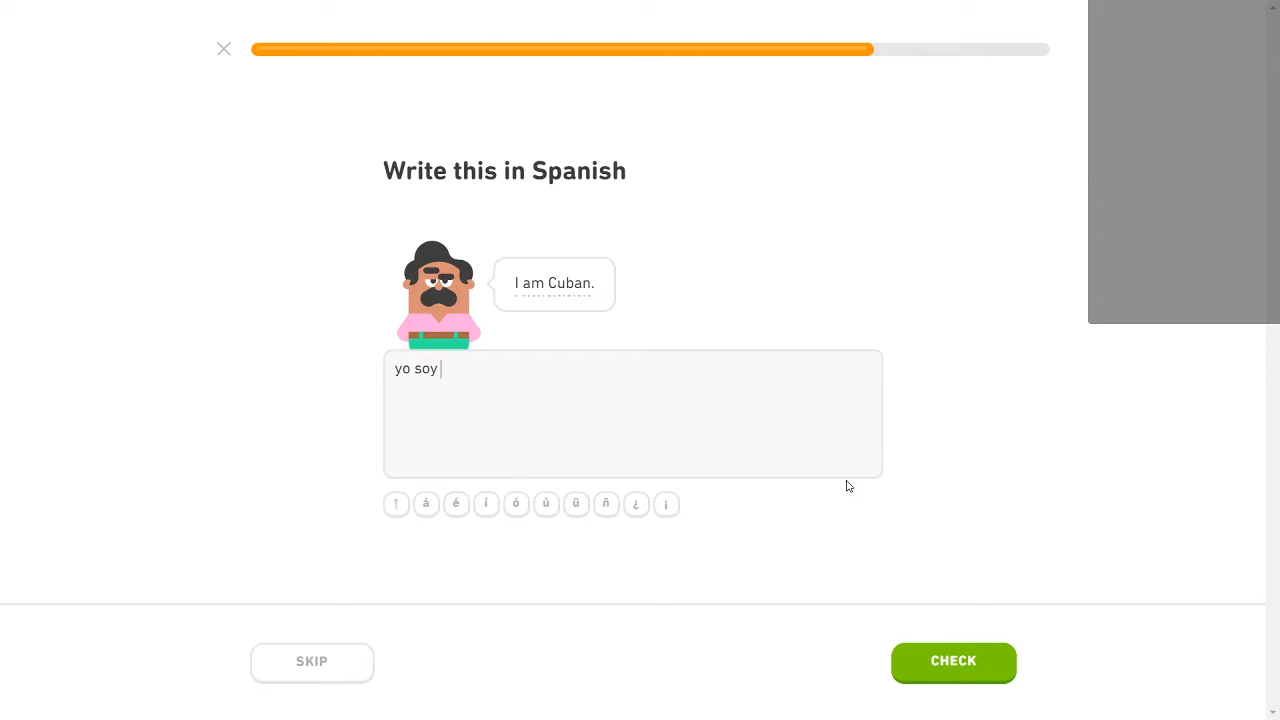 Write this in Spanish
I am Cuban.
yo soy
↑ á é í ó ú ü ñ ¿ ¡
SKIP
CHECK